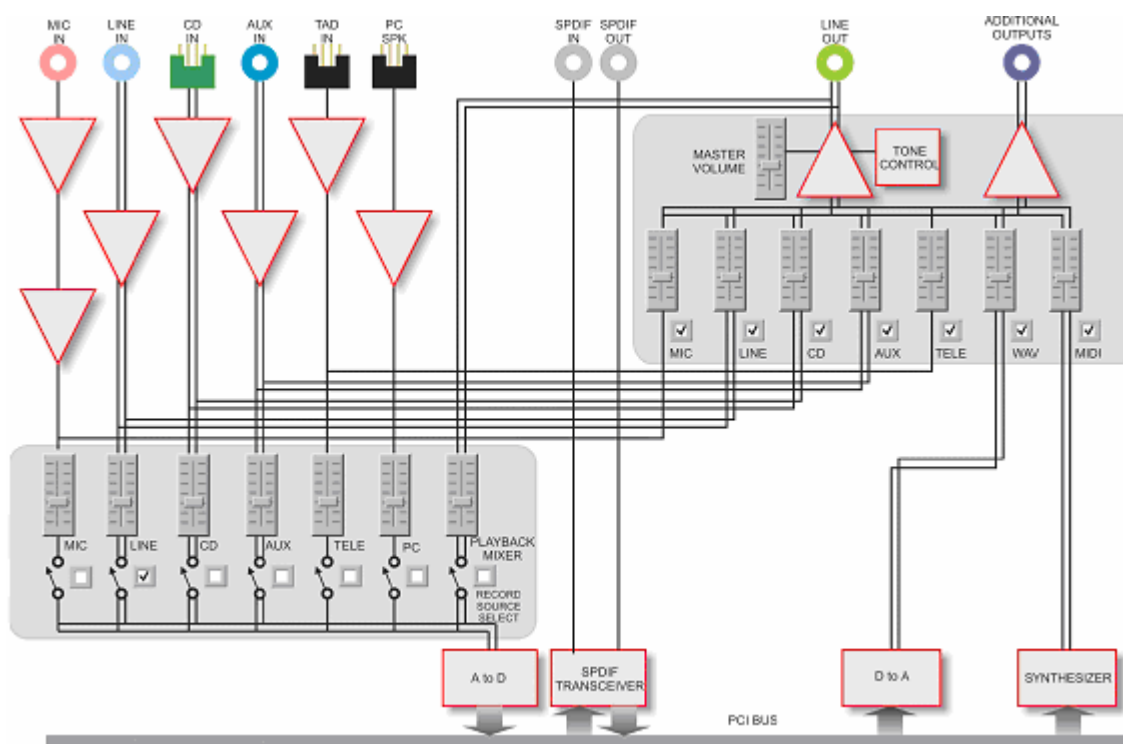 MIC
IN
LINE
IN
CD
IN
AUX
IN
TAD
IN
PC
SPK
SPDIF
IN
SPDIF
OUT
LINE
OUT
ADDITIONAL
OUTPUTS
MASTER
VOLUME
TONE
CONTROL
MIC
LINE
CD
AUX
TELE
WAV
MIDI
MIC
LINE
CD
AUX
TELE
PC
PLAYBACK
MIXER
RECORD
SOURCE
SELECT
A to D
SPDIF
TRANSCEIVER
D to A
SYNTHESIZER
PCI BUS